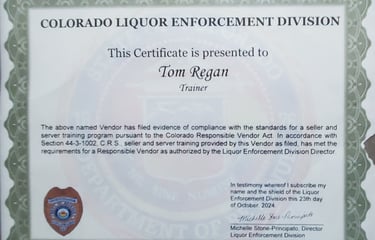 COLORADO LIQUOR ENFORCEMENT DIVISION
This Certificate is presented to
Tom Regan
Trainer
The above named Vendor has filed evidence of compliance with the standards for a seller and
server training program pursuant to the Colorado Responsible Vendor Act. In accordance with
Section 44-3-1002, C.R.S., seller and server training provided by this Vendor as filed, has met the
requirements for a Responsible Vendor as authorized by the Liquor Enforcement Division Director.
In testimony whereof I subscribe my
name and the shield of the Liquor
Enforcement Division this 23th day
of October, 2024.
Michelle Stone-Principato, Director
Liquor Enforcement Division